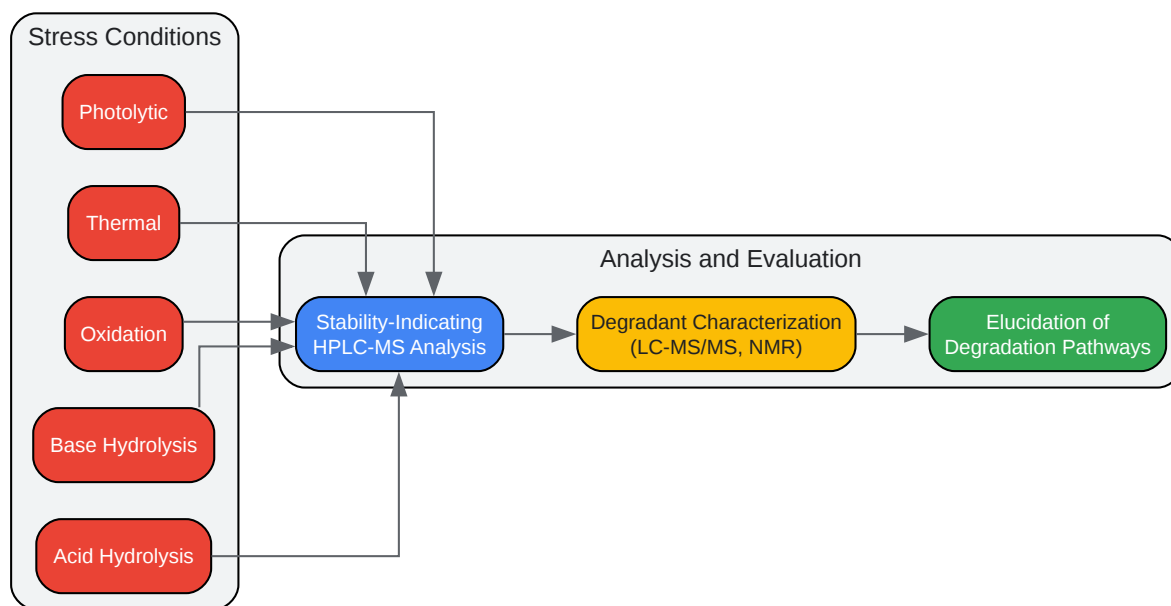 Stress Conditions
Photolytic
Thermal
Oxidation
Base Hydrolysis
Acid Hydrolysis
Analysis and Evaluation
Stability-Indicating
HPLC-MS Analysis
Degradant Characterization
(LC-MS/MS, NMR)
Elucidation of
Degradation Pathways